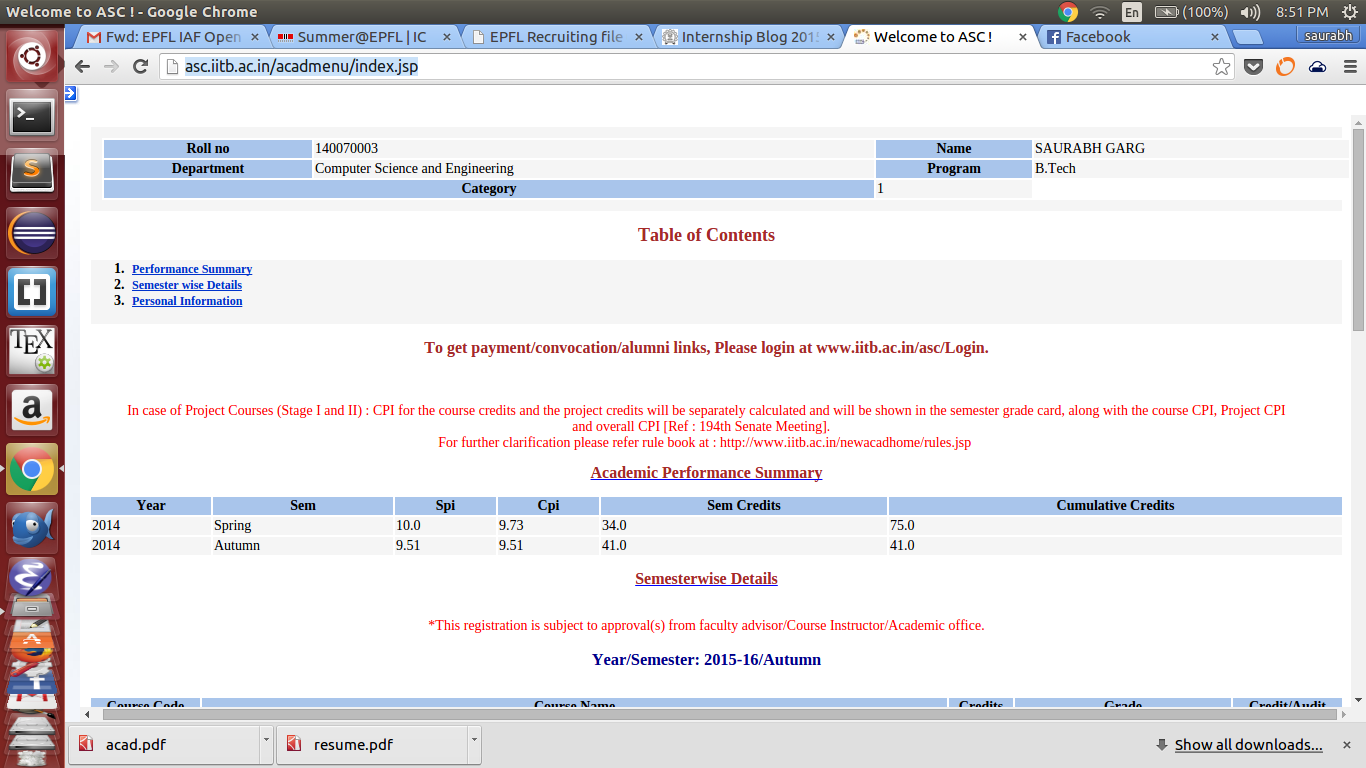 Welcome to ASC ! - Google Chrome
En (100%) 8:51 PM
Fwd: EPFL IAF Open
Summer@EPFL | IC
EPFL Recruiting file
Internship Blog 2015
Welcome to ASC !
Facebook
saurabh
asc.iitb.ac.in/acadmenu/index.jsp
Roll no 140070003 Name SAURABH GARG
Department Computer Science and Engineering Program B.Tech
Category 1
Table of Contents
1. Performance Summary
2. Semester wise Details
3. Personal Information
To get payment/convocation/alumni links, Please login at www.iitb.ac.in/asc/Login.
In case of Project Courses (Stage I and II) : CPI for the course credits and the project credits will be separately calculated and will be shown in the semester grade card, along with the course CPI, Project CPI
and overall CPI [Ref : 194th Senate Meeting].
For further clarification please refer rule book at : http://www.iitb.ac.in/newacadhome/rules.jsp
Academic Performance Summary
Year Sem Spi Cpi Sem Credits Cumulative Credits
2014 Spring 10.0 9.73 34.0 75.0
2014 Autumn 9.51 9.51 41.0 41.0
Semesterwise Details
*This registration is subject to approval(s) from faculty advisor/Course Instructor/Academic office.
Year/Semester: 2015-16/Autumn
Course Code Course Name Credits Grade Credit/Audit
acad.pdf
resume.pdf
Show all downloads...
TEX